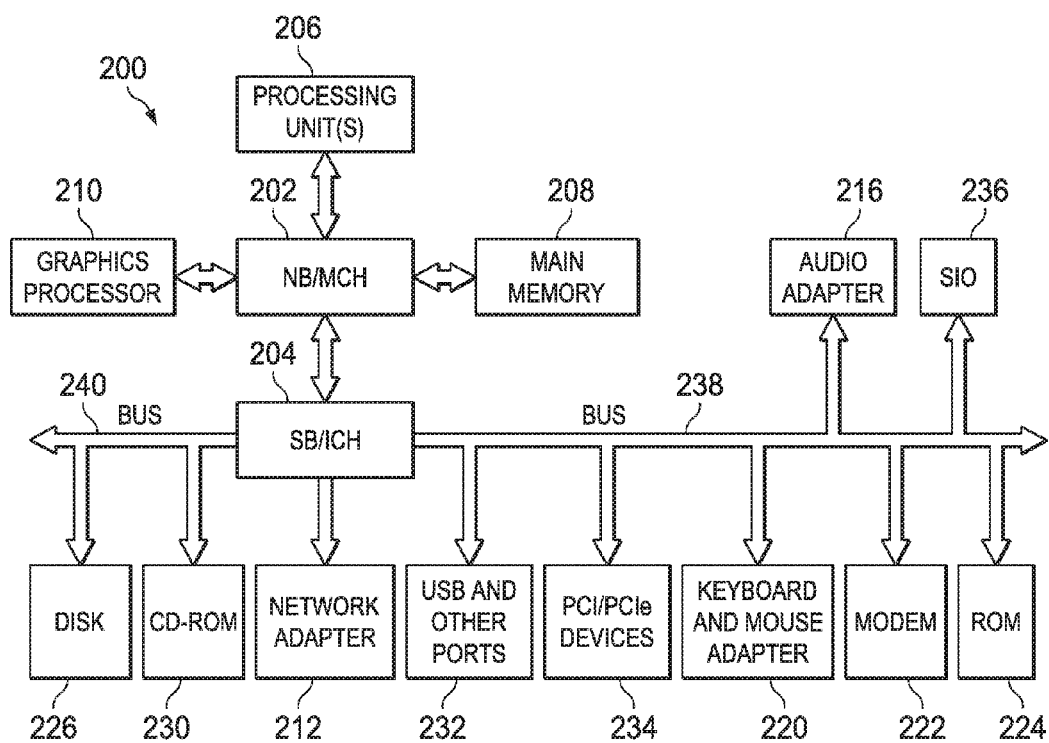 206
200
PROCESSING
UNIT(S)
210
202
208
216
236
GRAPHICS
PROCESSOR
NB/MCH
MAIN
MEMORY
AUDIO
ADAPTER
SIO
204
240
BUS
SB/ICH
BUS
238
DISK
CD-ROM
NETWORK
ADAPTER
USB AND
OTHER
PORTS
PCI/PCIe
DEVICES
KEYBOARD
AND MOUSE
ADAPTER
MODEM
ROM
226
230
212
232
234
220
222
224